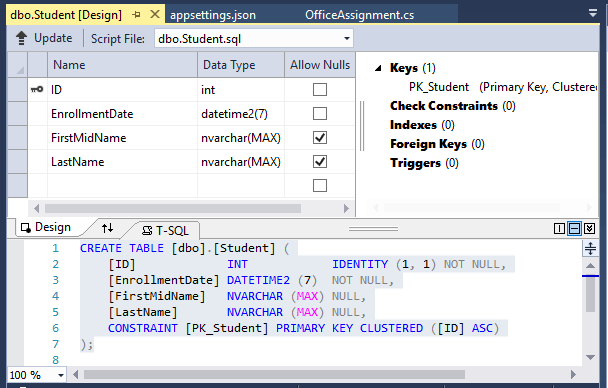 dbo.Student [Design] appsettings.json OfficeAssignment.cs
Update Script File: dbo.Student.sql
Name Data Type Allow Nulls
ID int
EnrollmentDate datetime2(7)
FirstMidName nvarchar(MAX)
LastName nvarchar(MAX)
Keys (1)
PK_Student (Primary Key, Clustered
Check Constraints (0)
Indexes (0)
Foreign Keys (0)
Triggers (0)
Design T-SQL
1 CREATE TABLE [dbo].[Student] (
2 [ID] INT IDENTITY (1, 1) NOT NULL,
3 [EnrollmentDate] DATETIME2 (7) NOT NULL,
4 [FirstMidName] NVARCHAR (MAX) NULL,
5 [LastName] NVARCHAR (MAX) NULL,
6 CONSTRAINT [PK_Student] PRIMARY KEY CLUSTERED ([ID] ASC)
7 );
8
100 %